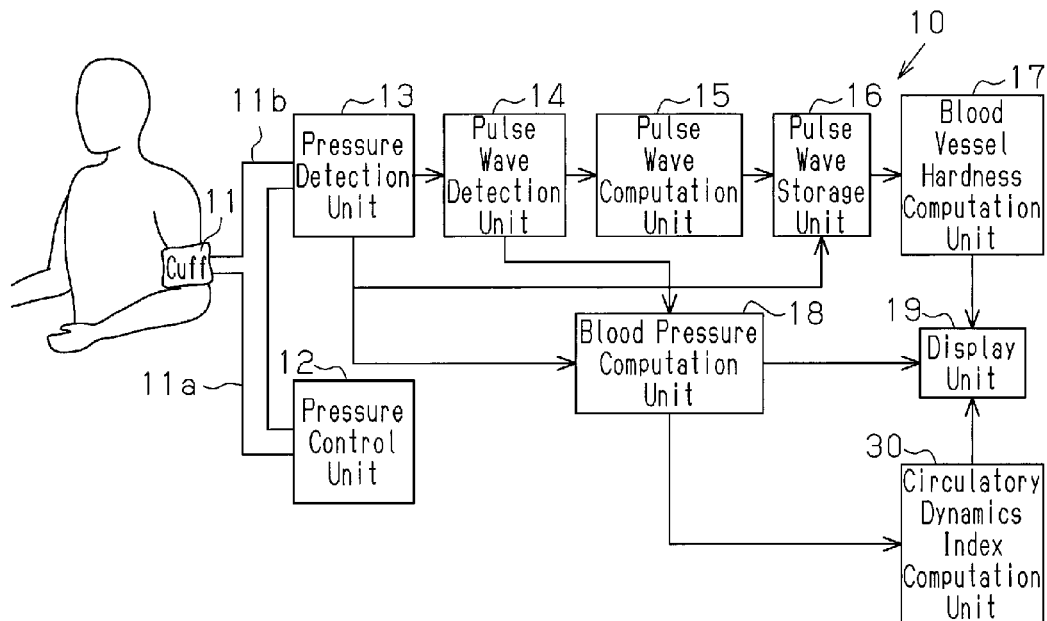 10
13
14
15
16
17
11b
Pressure
Detection
Unit
Pulse
Wave
Detection
Unit
Pulse
Wave
Computation
Unit
Pulse
Wave
Storage
Unit
Blood
Vessel
Hardness
Computation
Unit
11
Cuff
18
Blood Pressure
Computation
Unit
19
Display
Unit
11a
12
Pressure
Control
Unit
30
Circulatory
Dynamics
Index
Computation
Unit